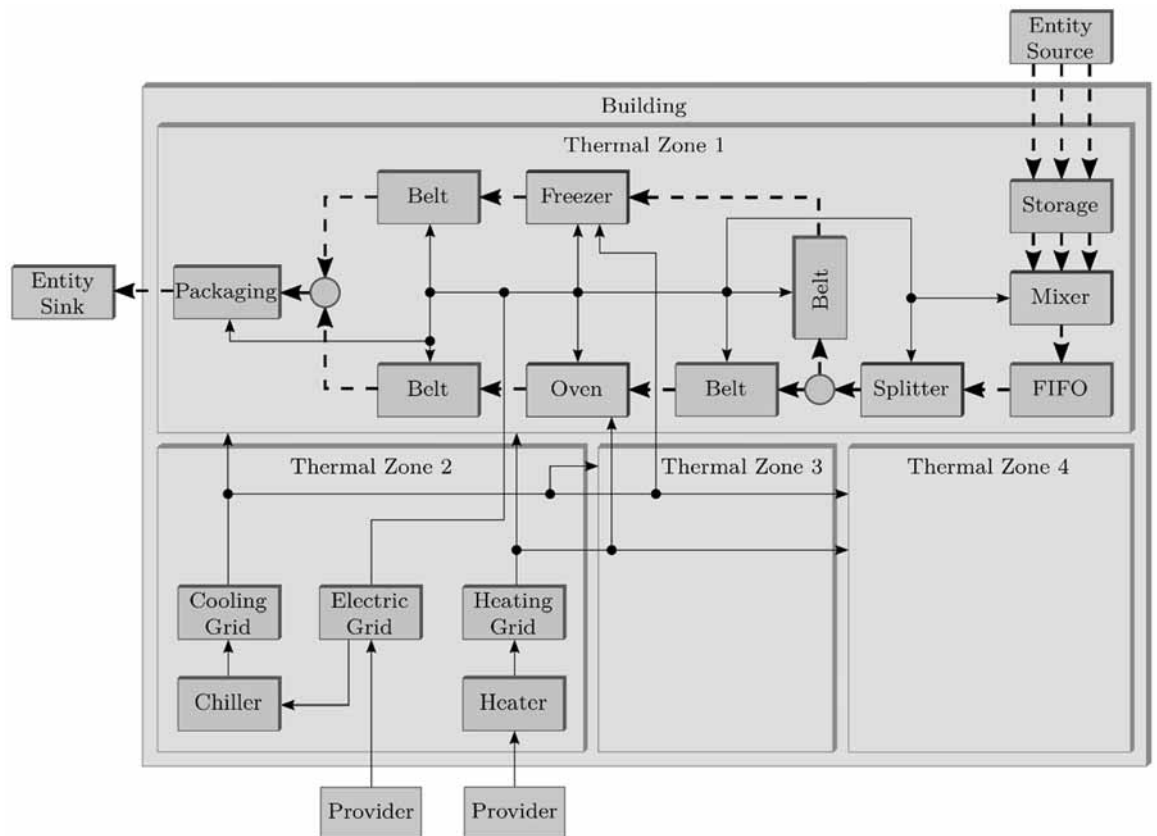 Entity
Source
Building
Thermal Zone 1
Belt
Freezer
Storage
Belt
Entity
Sink
Packaging
Mixer
Belt
Oven
Belt
Splitter
FIFO
Thermal Zone 2
Thermal Zone 3
Thermal Zone 4
Cooling
Grid
Electric
Grid
Heating
Grid
Chiller
Heater
Provider
Provider